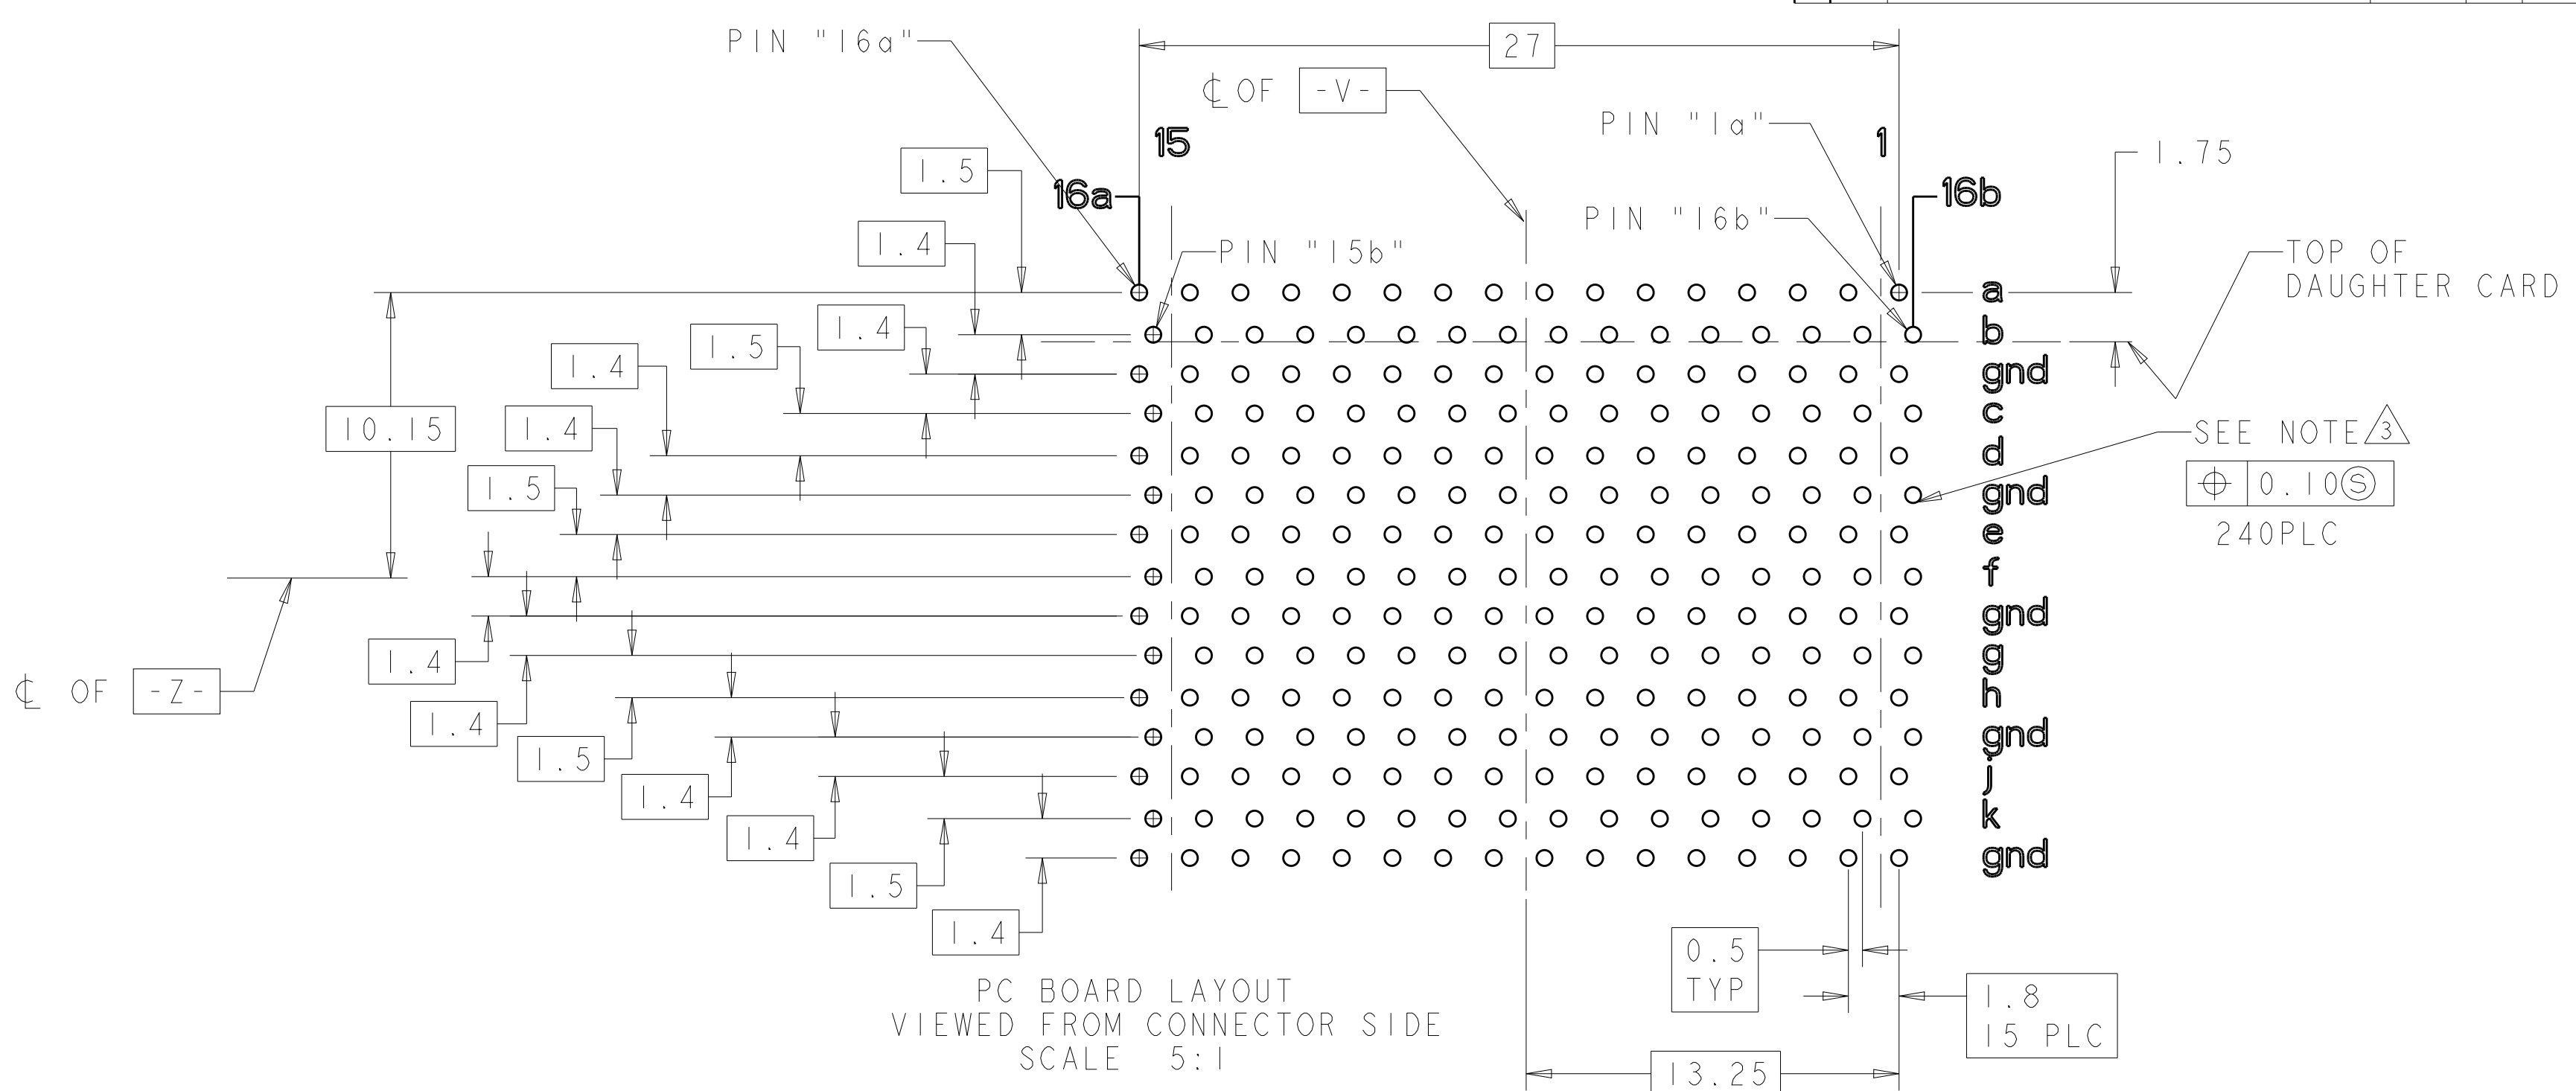 PIN "16a"
27
℄ OF -V-
PIN "1a"
15
1
1.75
1.5
16a
16b
PIN "16b"
1.4
PIN "15b"
TOP OF
DAUGHTER CARD
a
1.4
b
1.5
1.4
gnd
10.15
1.4
c
SEE NOTE 3
d
⌖ 0.10 Ⓢ
1.5
gnd
240PLC
e
f
gnd
1.4
g
℄ OF -Z-
h
1.4
gnd
1.5
j
1.4
k
1.4
gnd
1.5
1.4
0.5
TYP
PC BOARD LAYOUT
VIEWED FROM CONNECTOR SIDE
SCALE 5:1
1.8
15 PLC
13.25